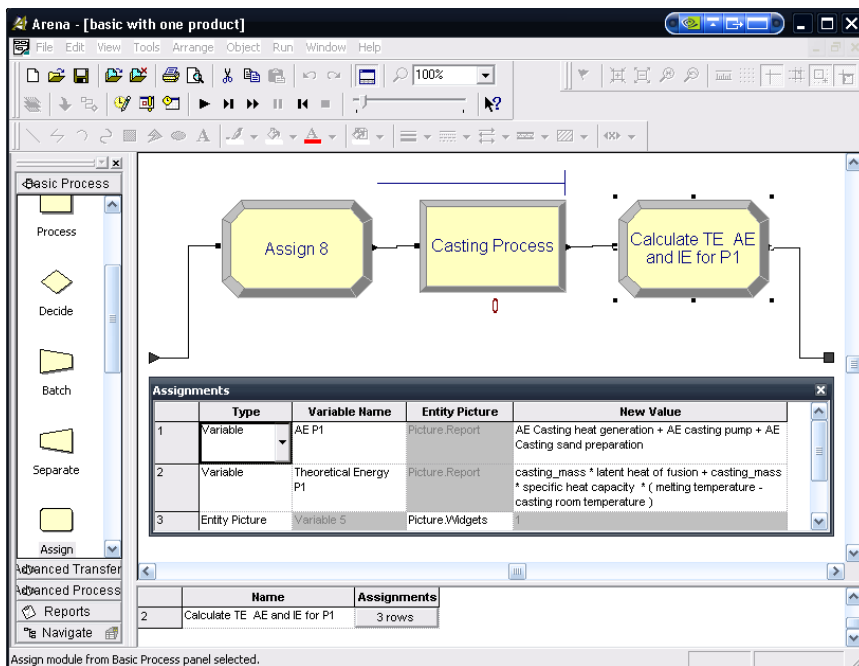 Arena - [basic with one product]
File Edit View Tools Arrange Object Run Window Help
100%
Basic Process
Process
Decide
Batch
Separate
Assign
Advanced Transfer
Advanced Process
Reports
Navigate
Assign 8
Casting Process
0
Calculate TE AE
and IE for P1
Assignments
Type Variable Name Entity Picture New Value
1 Variable AE P1 Picture.Report AE Casting heat generation + AE casting pump + AE
Casting sand preparation
2 Variable Theoretical Energy Picture.Report casting_mass * latent heat of fusion + casting_mass
P1 * specific heat capacity * ( melting temperature -
casting room temperature )
3 Entity Picture Variable 5 Picture.Widgets 1
Name Assignments
2 Calculate TE AE and IE for P1 3 rows
Assign module from Basic Process panel selected.